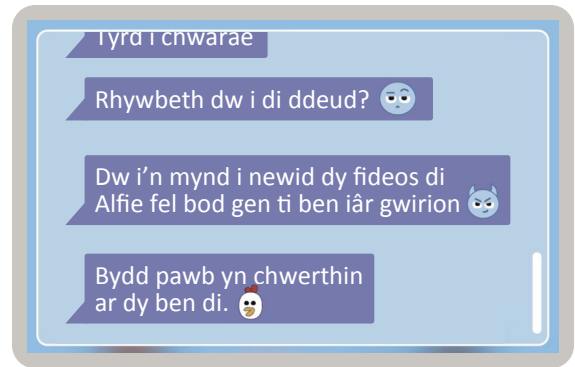 Tyrd i chwarae
Rhywbeth dw i di ddeud?
Dw i'n mynd i newid dy fideos di
Alfie fel bod gen ti ben iâr gwirion
Bydd pawb yn chwerthin
ar dy ben di.